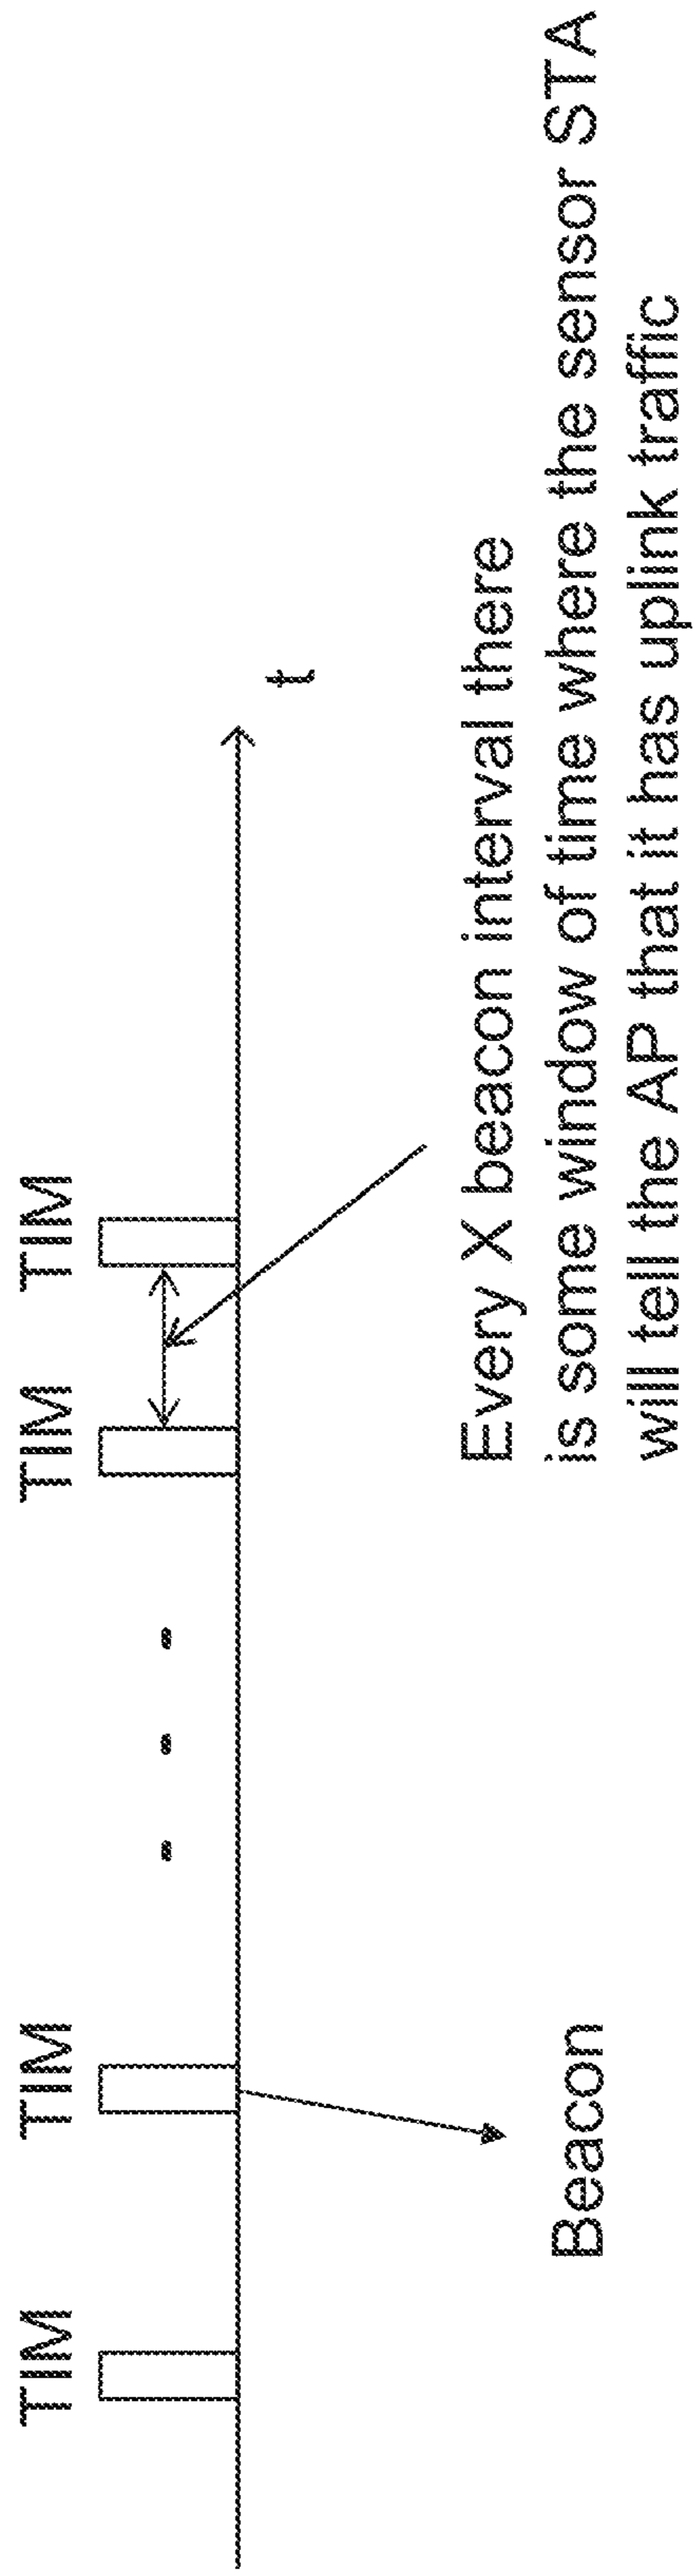 TIM TIM TIM TIM
t
Beacon
Every X beacon interval there
is some window of time where the sensor STA
will tell the AP that it has uplink traffic